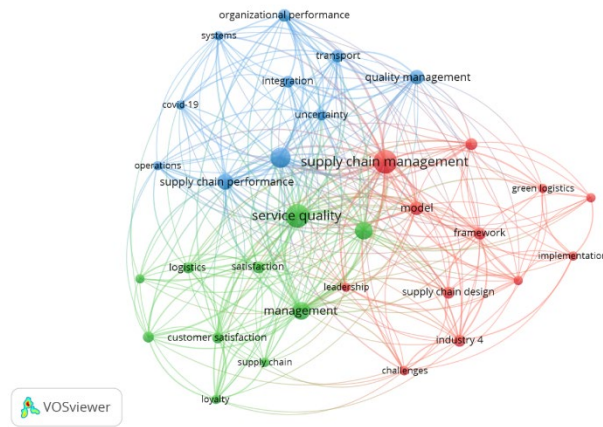 organizational performance
systems
transport
quality management
integration
covid-19
uncertainty
supply chain management
operations
supply chain performance
green logistics
model
service quality
framework
implementation
logistics
satisfaction
leadership
supply chain design
management
customer satisfaction
industry 4
supply chain
challenges
loyalty
VOSviewer